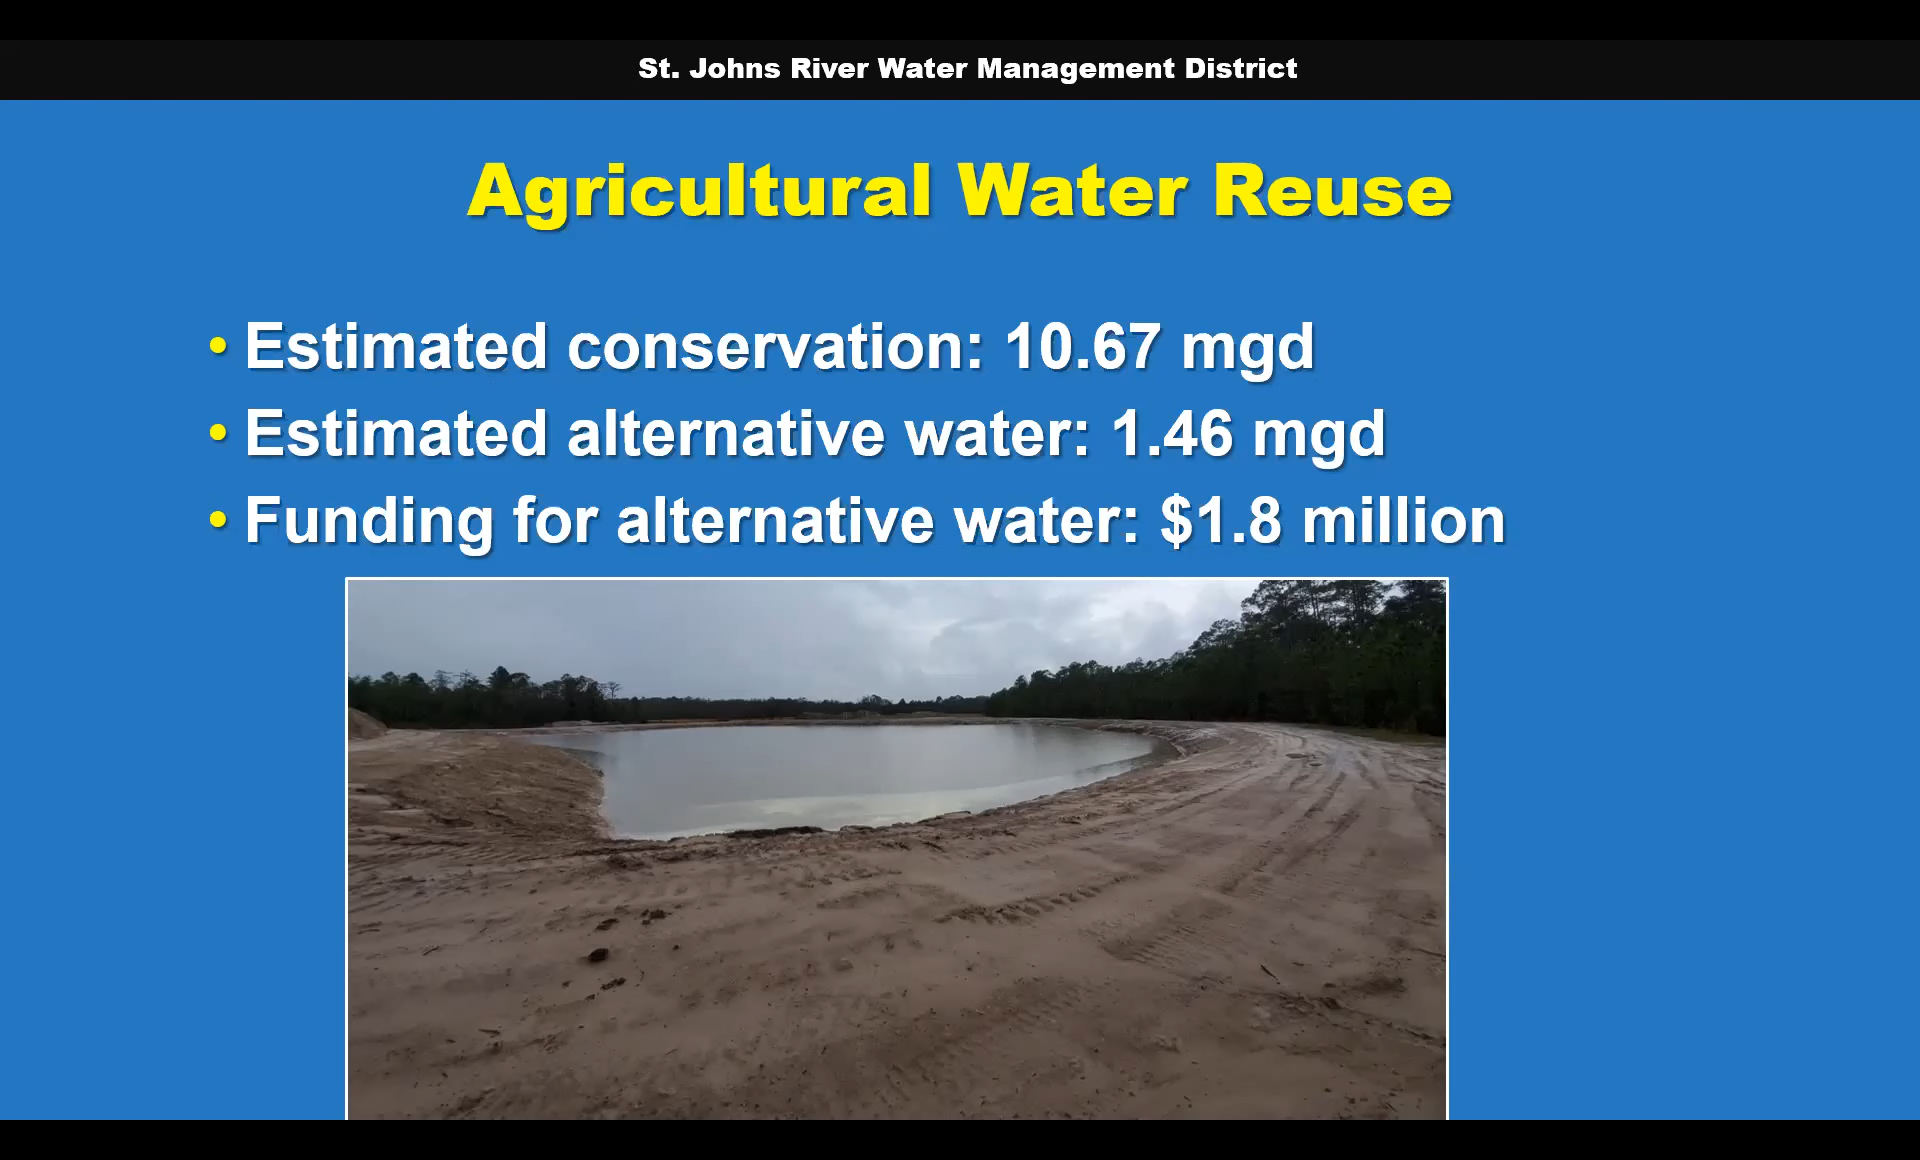 St. Johns River Water Management District
Agricultural Water Reuse
• Estimated conservation: 10.67 mgd
• Estimated alternative water: 1.46 mgd
• Funding for alternative water: $1.8 million